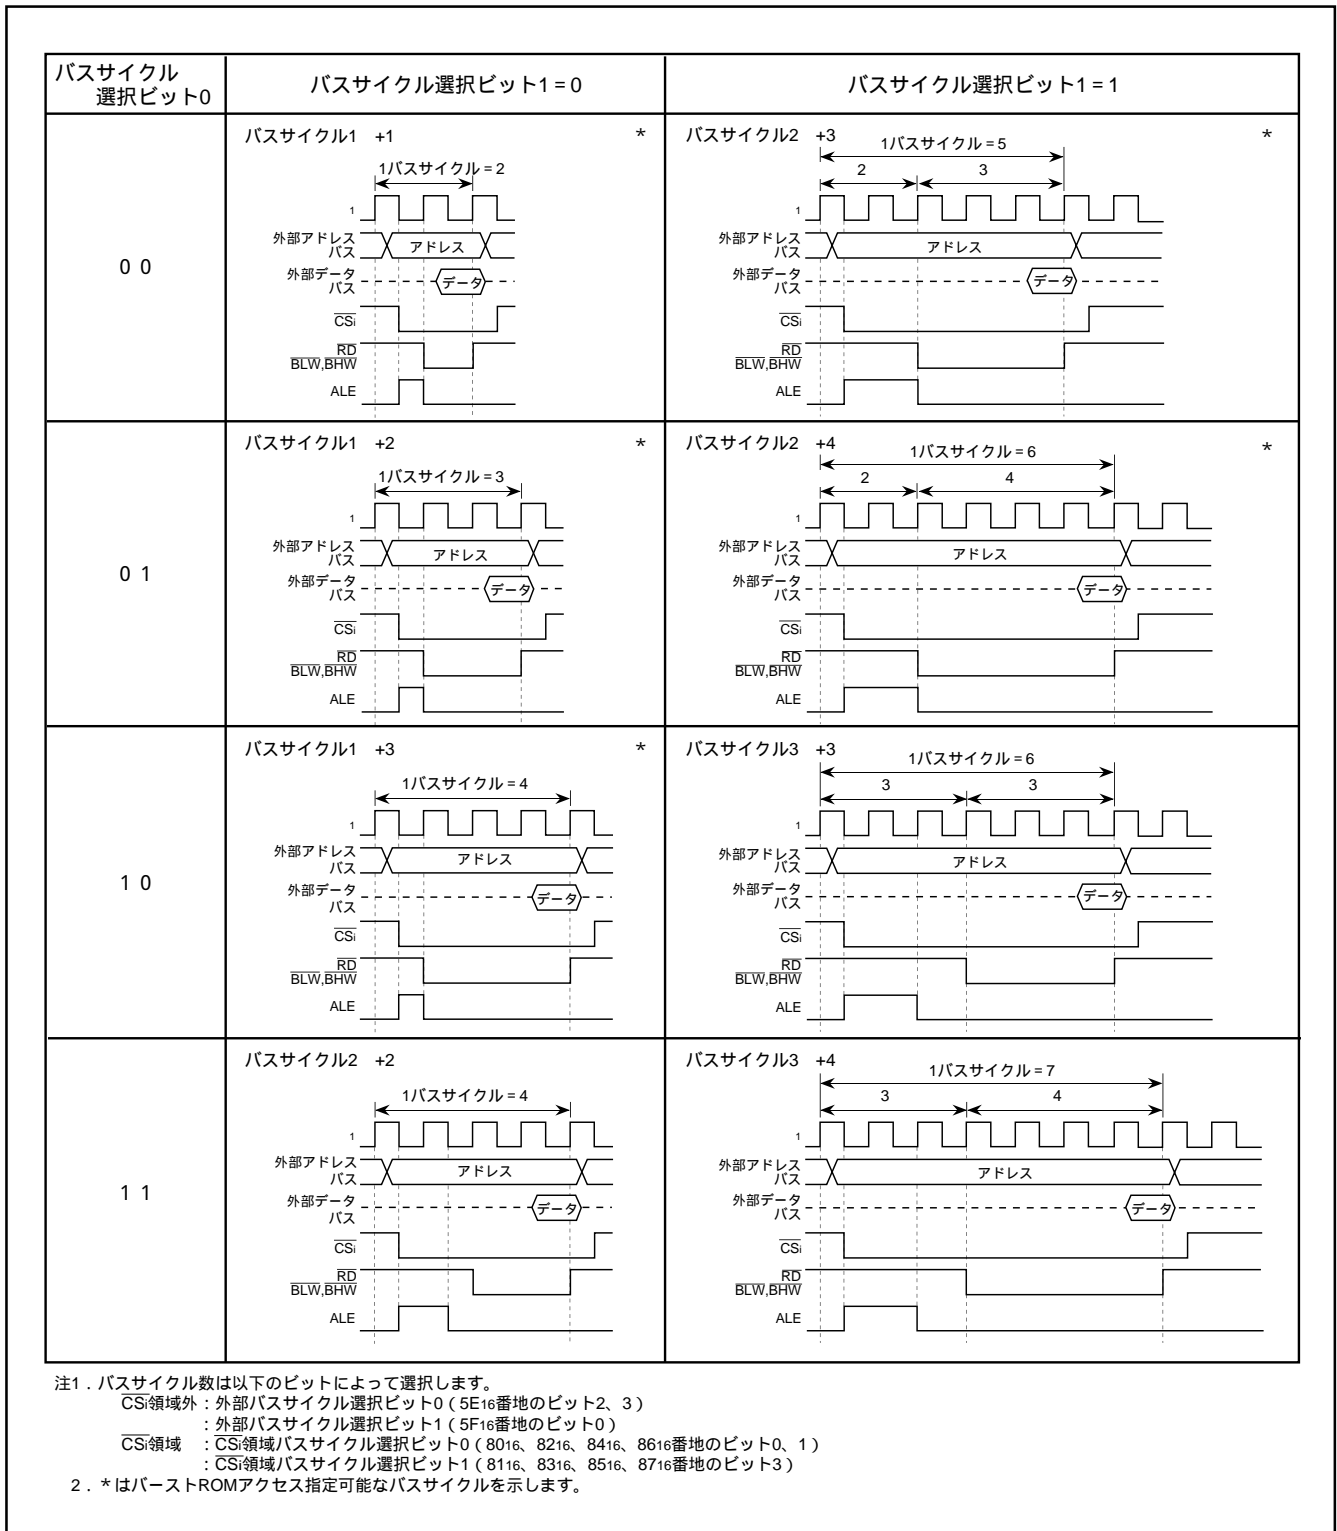 バスサイクル
選択ビット0
バスサイクル選択ビット1 = 0
バスサイクル選択ビット1 = 1
0 0
バスサイクル1 +1 *
1バスサイクル = 2
1
外部アドレス
バス
アドレス
外部データ
バス
データ
CSi
RD
BLW,BHW
ALE
バスサイクル2 +3 *
1バスサイクル = 5
2 3
1
外部アドレス
バス
アドレス
外部データ
バス
データ
CSi
RD
BLW,BHW
ALE
0 1
バスサイクル1 +2 *
1バスサイクル = 3
1
外部アドレス
バス
アドレス
外部データ
バス
データ
CSi
RD
BLW,BHW
ALE
バスサイクル2 +4 *
1バスサイクル = 6
2 4
1
外部アドレス
バス
アドレス
外部データ
バス
データ
CSi
RD
BLW,BHW
ALE
1 0
バスサイクル1 +3 *
1バスサイクル = 4
1
外部アドレス
バス
アドレス
外部データ
バス
データ
CSi
RD
BLW,BHW
ALE
バスサイクル3 +3
1バスサイクル = 6
3 3
1
外部アドレス
バス
アドレス
外部データ
バス
データ
CSi
RD
BLW,BHW
ALE
1 1
バスサイクル2 +2
1バスサイクル = 4
1
外部アドレス
バス
アドレス
外部データ
バス
データ
CSi
RD
BLW,BHW
ALE
バスサイクル3 +4
1バスサイクル = 7
3 4
1
外部アドレス
バス
アドレス
外部データ
バス
データ
CSi
RD
BLW,BHW
ALE
注1．バスサイクル数は以下のビットによって選択します。
CSi領域外：外部バスサイクル選択ビット0（5E16番地のビット2、3）
：外部バスサイクル選択ビット1（5F16番地のビット0）
CSi領域 ：CSi領域バスサイクル選択ビット0（8016、8216、8416、8616番地のビット0、1）
：CSi領域バスサイクル選択ビット1（8116、8316、8516、8716番地のビット3）
2．*はバーストROMアクセス指定可能なバスサイクルを示します。